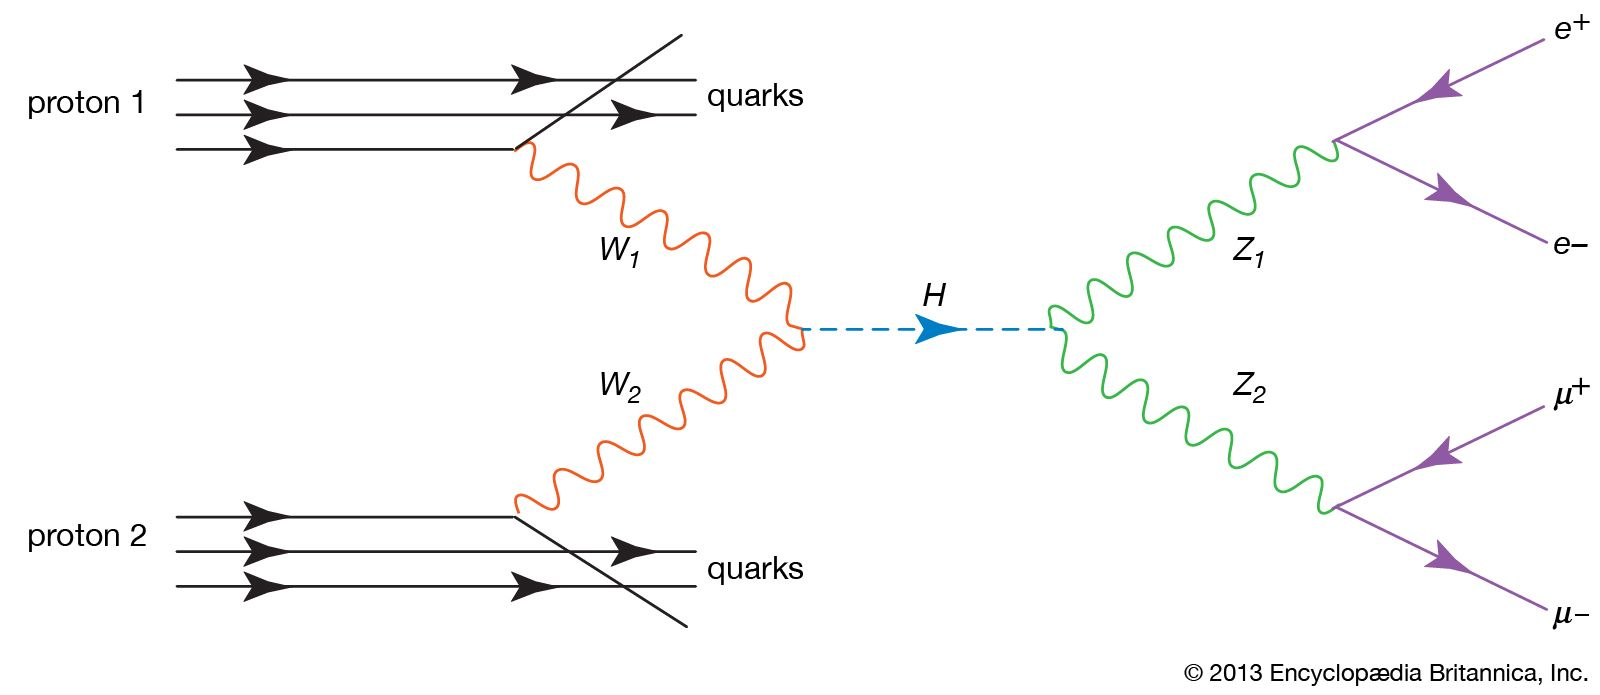 proton 1
quarks
W1
W2
H
Z1
Z2
e+
e–
μ+
μ–
proton 2
quarks
© 2013 Encyclopædia Britannica, Inc.